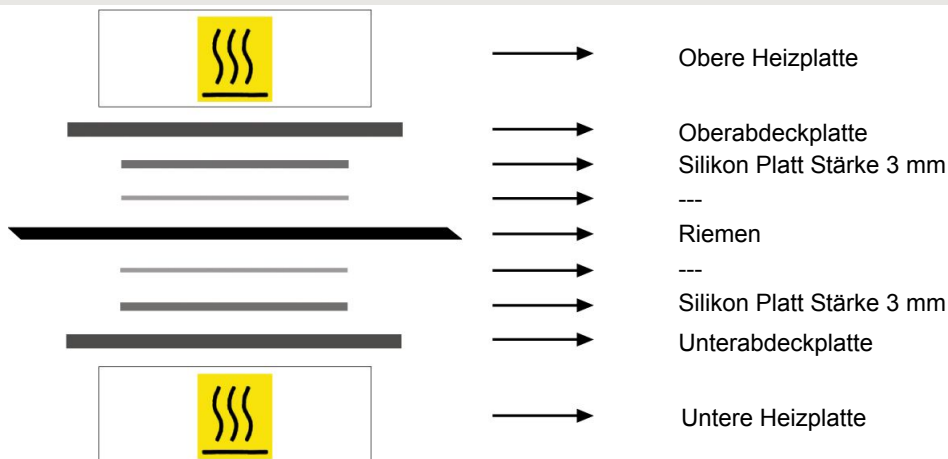 Obere Heizplatte
Oberabdeckplatte
Silikon Platt Stärke 3 mm
---
Riemen
---
Silikon Platt Stärke 3 mm
Unterabdeckplatte
Untere Heizplatte